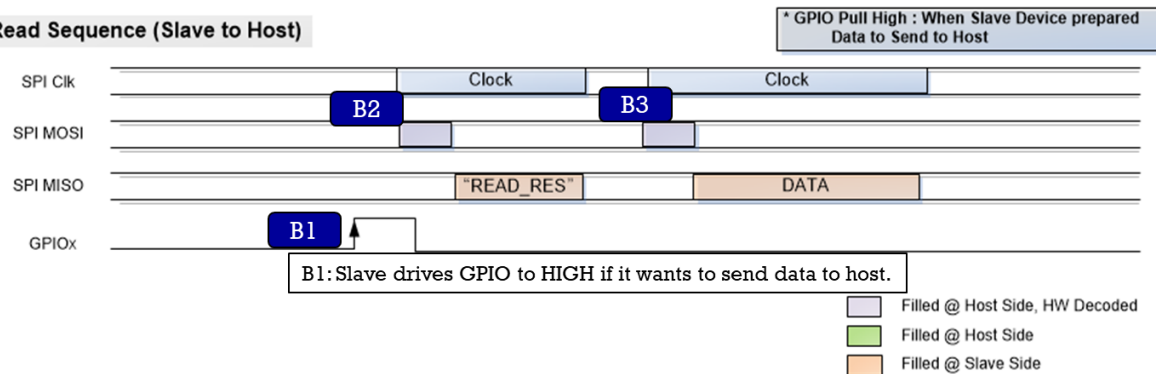 Read Sequence (Slave to Host)
* GPIO Pull High : When Slave Device prepared
Data to Send to Host
SPI Clk
Clock
Clock
B2
B3
SPI MOSI
SPI MISO
"READ_RES"
DATA
B1
GPIOx
B1: Slave drives GPIO to HIGH if it wants to send data to host.
Filled @ Host Side, HW Decoded
Filled @ Host Side
Filled @ Slave Side